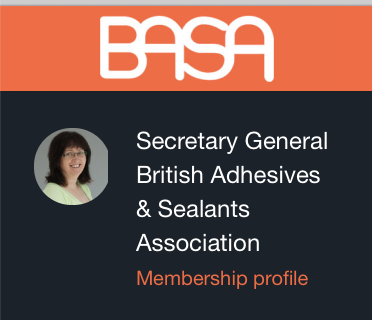 BASA
Secretary General
British Adhesives
& Sealants
Association
Membership profile